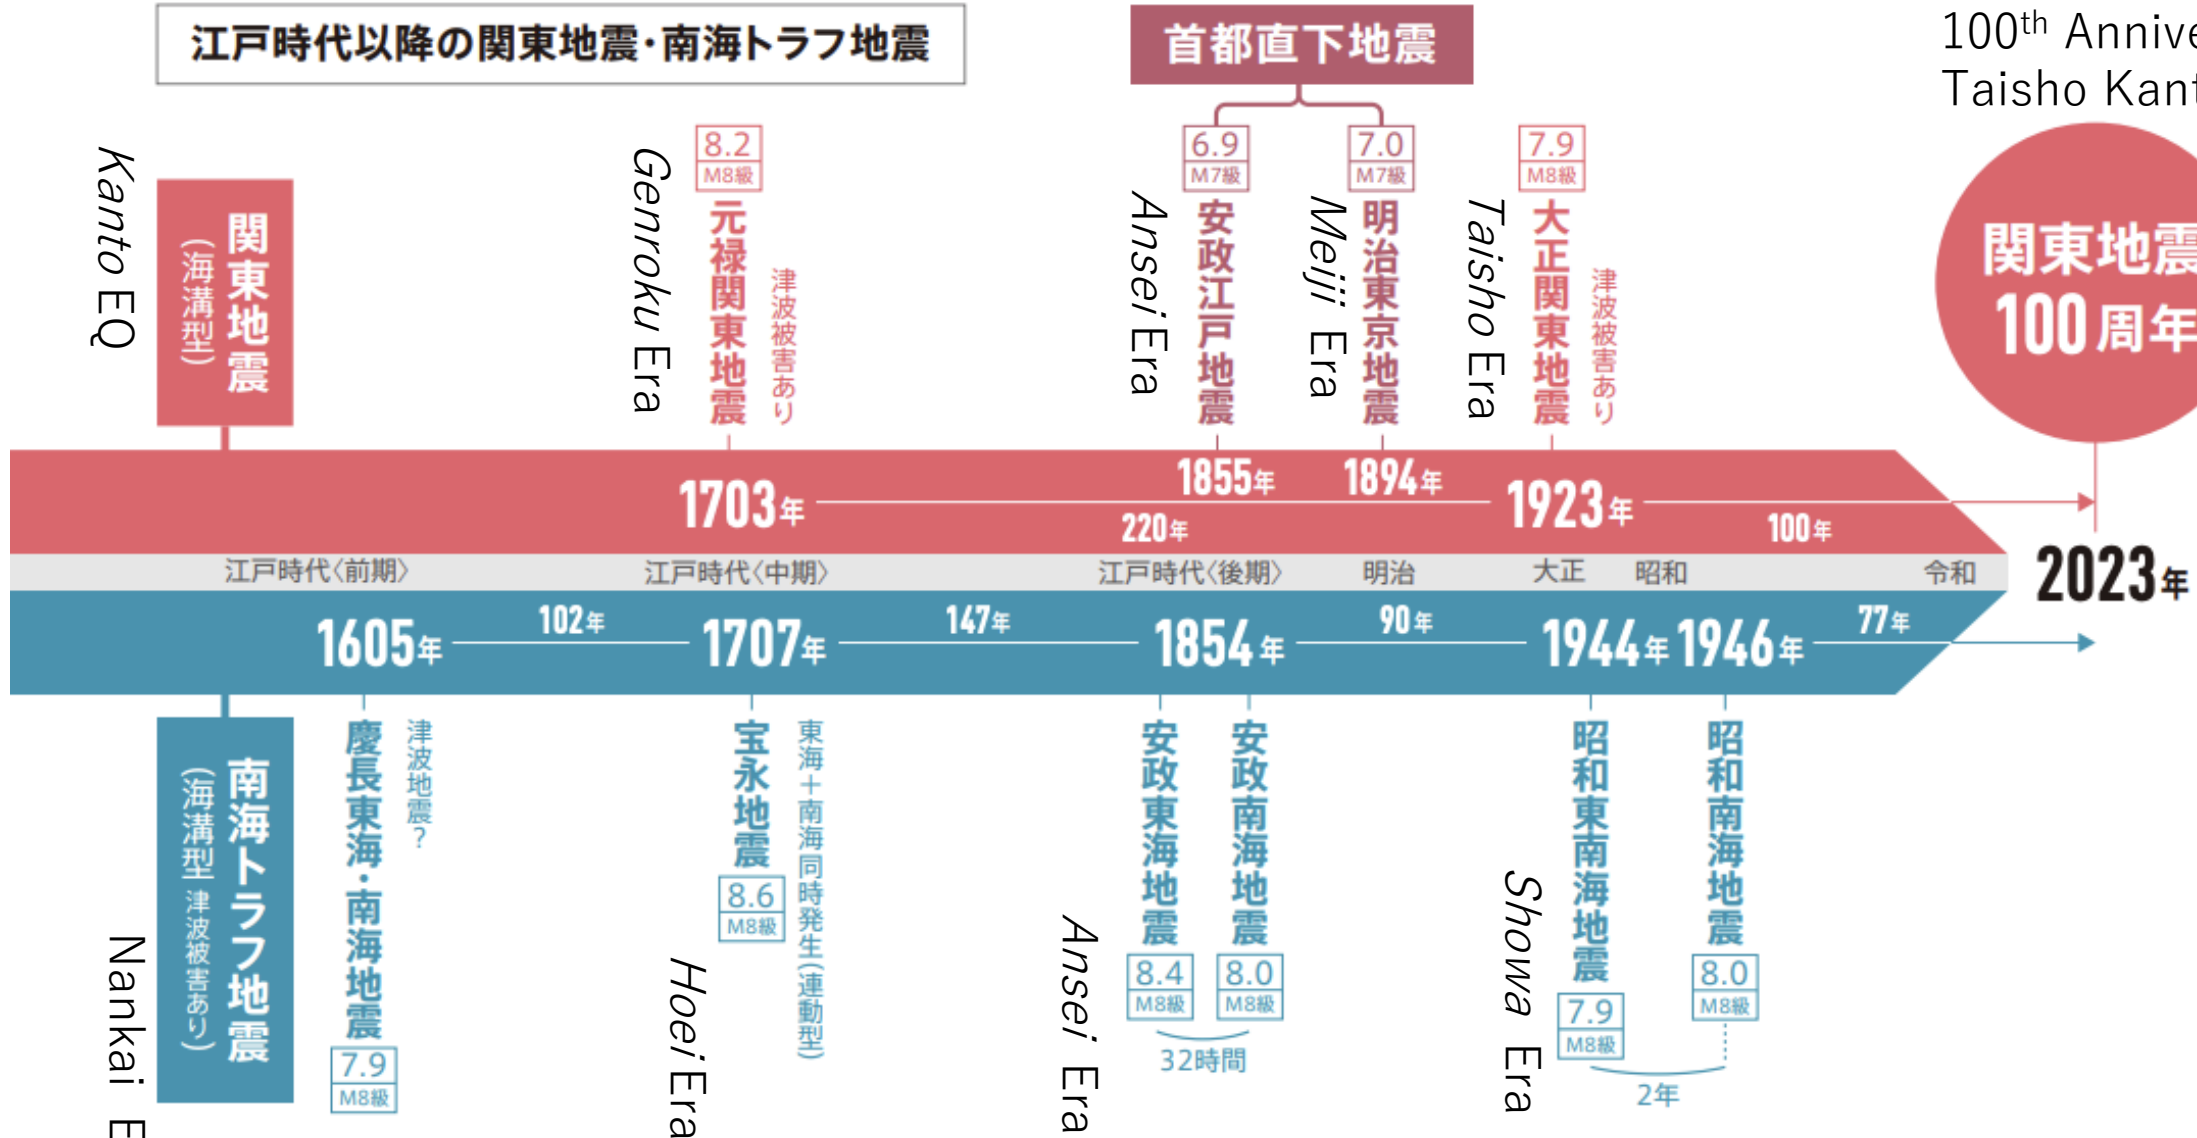 江戸時代以降の関東地震・南海トラフ地震
首都直下地震
100th Annive
Taisho Kant
Kanto EQ
関東地震
(海溝型)
Genroku Era
8.2
M8級
元禄関東地震
津波被害あり
Ansei Era
6.9
M7級
安政江戸地震
Meiji Era
7.0
M7級
明治東京地震
Taisho Era
7.9
M8級
大正関東地震
津波被害あり
関東地震
100周年
1703年
220年
1855年
1894年
1923年
100年
江戸時代〈前期〉
江戸時代〈中期〉
江戸時代〈後期〉
明治
大正
昭和
令和
2023年
1605年
102年
1707年
147年
1854年
90年
1944年
1946年
77年
Nankai E
南海トラフ地震
(海溝型 津波被害あり)
慶長東海・南海地震
津波地震？
7.9
M8級
Hoei Era
宝永地震
8.6
M8級
東海＋南海同時発生(連動型)
Ansei Era
安政東海地震
8.4
M8級
安政南海地震
8.0
M8級
32時間
Showa Era
昭和東南海地震
7.9
M8級
昭和南海地震
8.0
M8級
2年